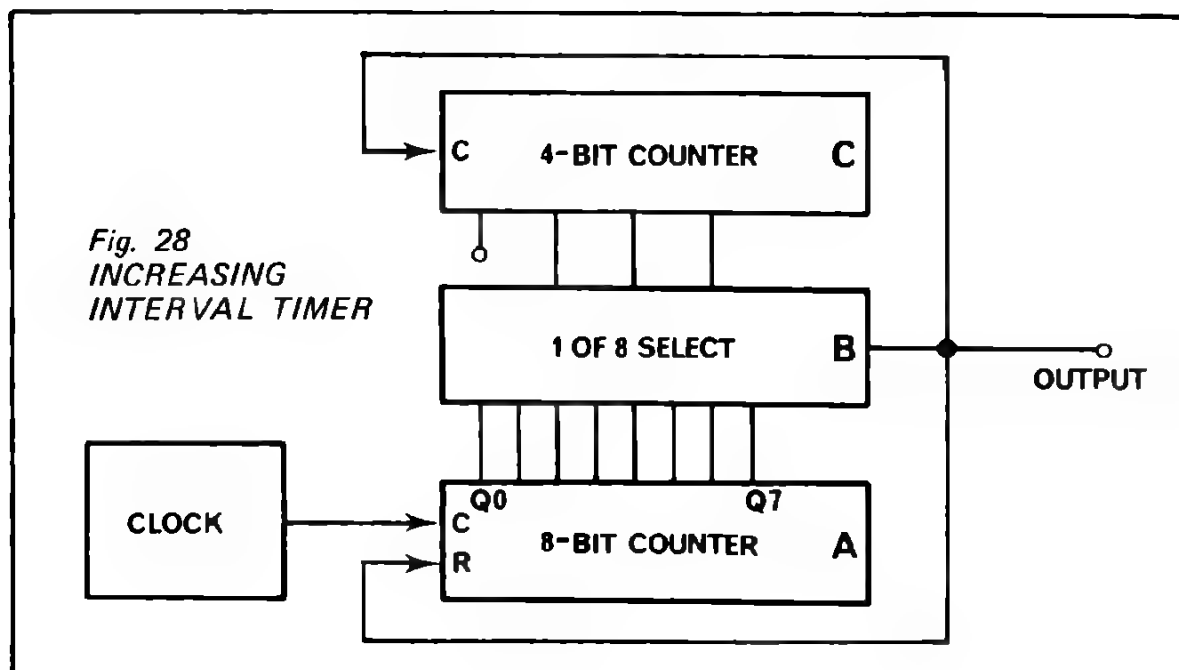 C 4-BIT COUNTER C
Fig. 28
INCREASING
INTERVAL TIMER
1 OF 8 SELECT B
OUTPUT
Q0 Q7
CLOCK
C
8-BIT COUNTER A
R